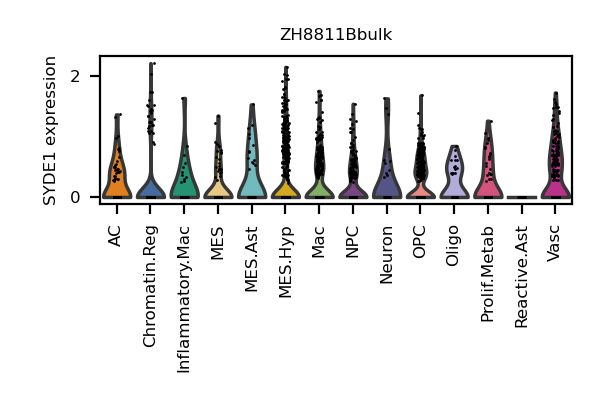 ZH8811Bbulk
SYDE1 expression
2
0
AC
Chromatin.Reg
Inflammatory.Mac
MES
MES.Ast
MES.Hyp
Mac
NPC
Neuron
OPC
Oligo
Prolif.Metab
Reactive.Ast
Vasc